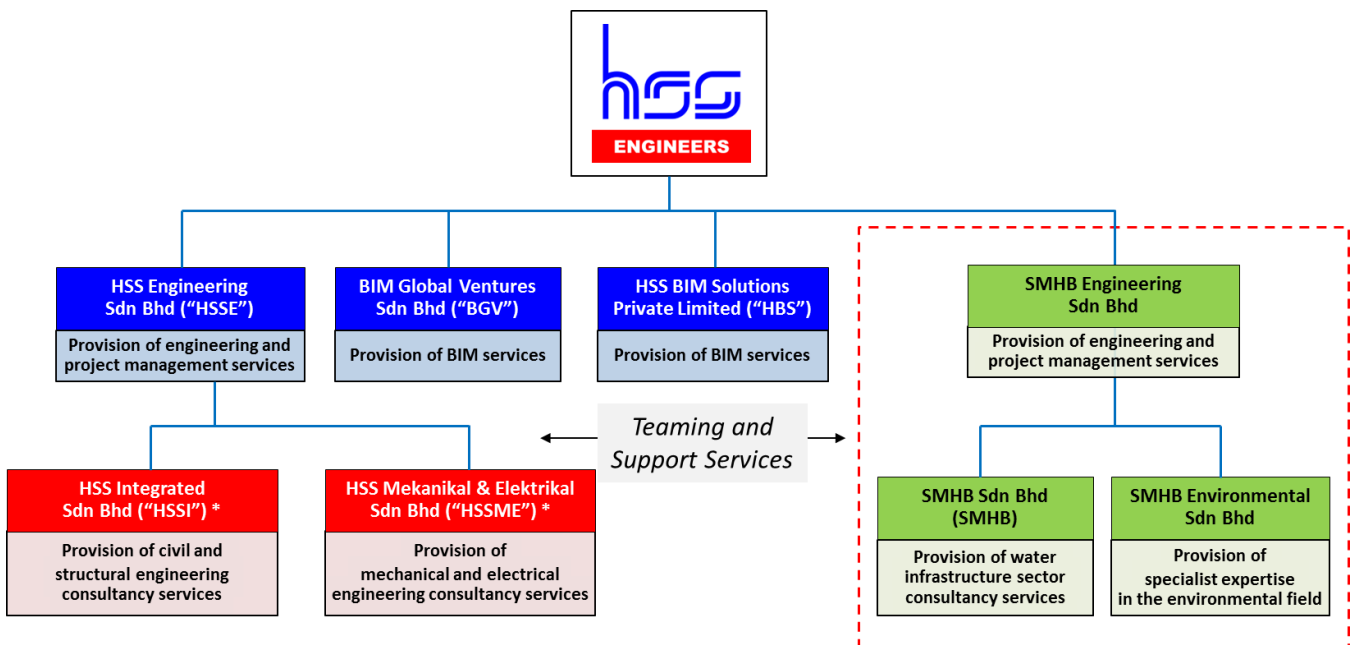 hss
ENGINEERS
HSS Engineering
Sdn Bhd (“HSSE”)
Provision of engineering and
project management services
BIM Global Ventures
Sdn Bhd (“BGV”)
Provision of BIM services
HSS BIM Solutions
Private Limited (“HBS”)
Provision of BIM services
SMHB Engineering
Sdn Bhd
Provision of engineering and
project management services
Teaming and
Support Services
HSS Integrated
Sdn Bhd (“HSSI”) *
Provision of civil and
structural engineering
consultancy services
HSS Mekanikal & Elektrikal
Sdn Bhd (“HSSME”) *
Provision of
mechanical and electrical
engineering consultancy services
SMHB Sdn Bhd
(SMHB)
Provision of water
infrastructure sector
consultancy services
SMHB Environmental
Sdn Bhd
Provision of
specialist expertise
in the environmental field